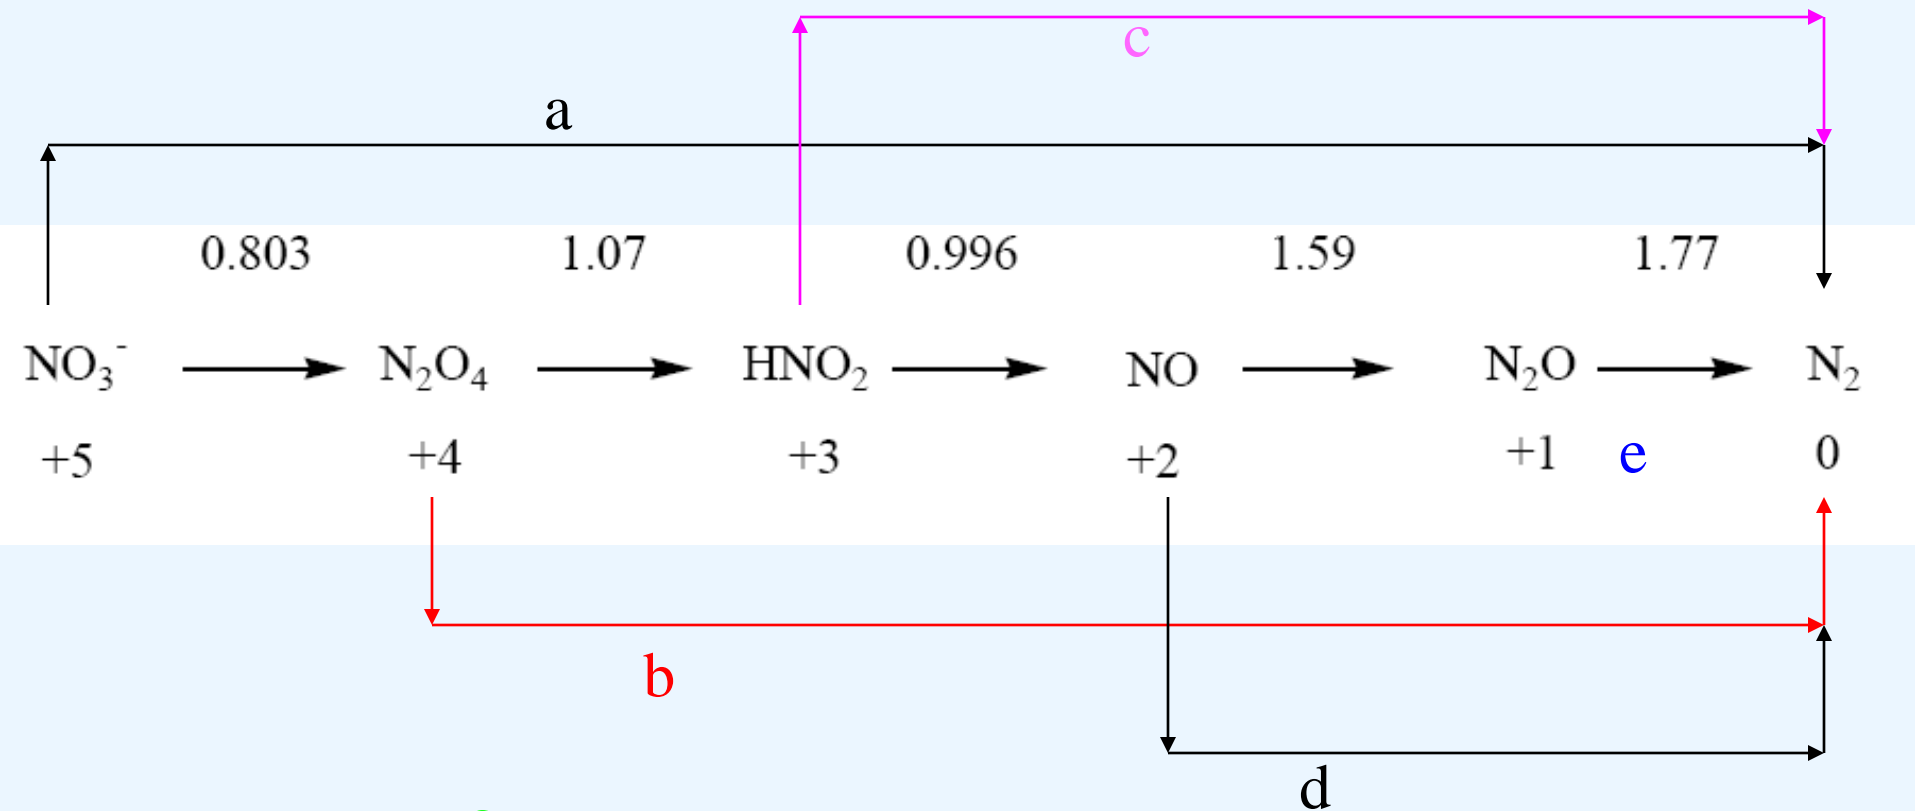 c
a
0.803 1.07 0.996 1.59 1.77
NO₃⁻ N₂O₄ HNO₂ NO N₂O N₂
+5 +4 +3 +2 +1 e 0
b
d